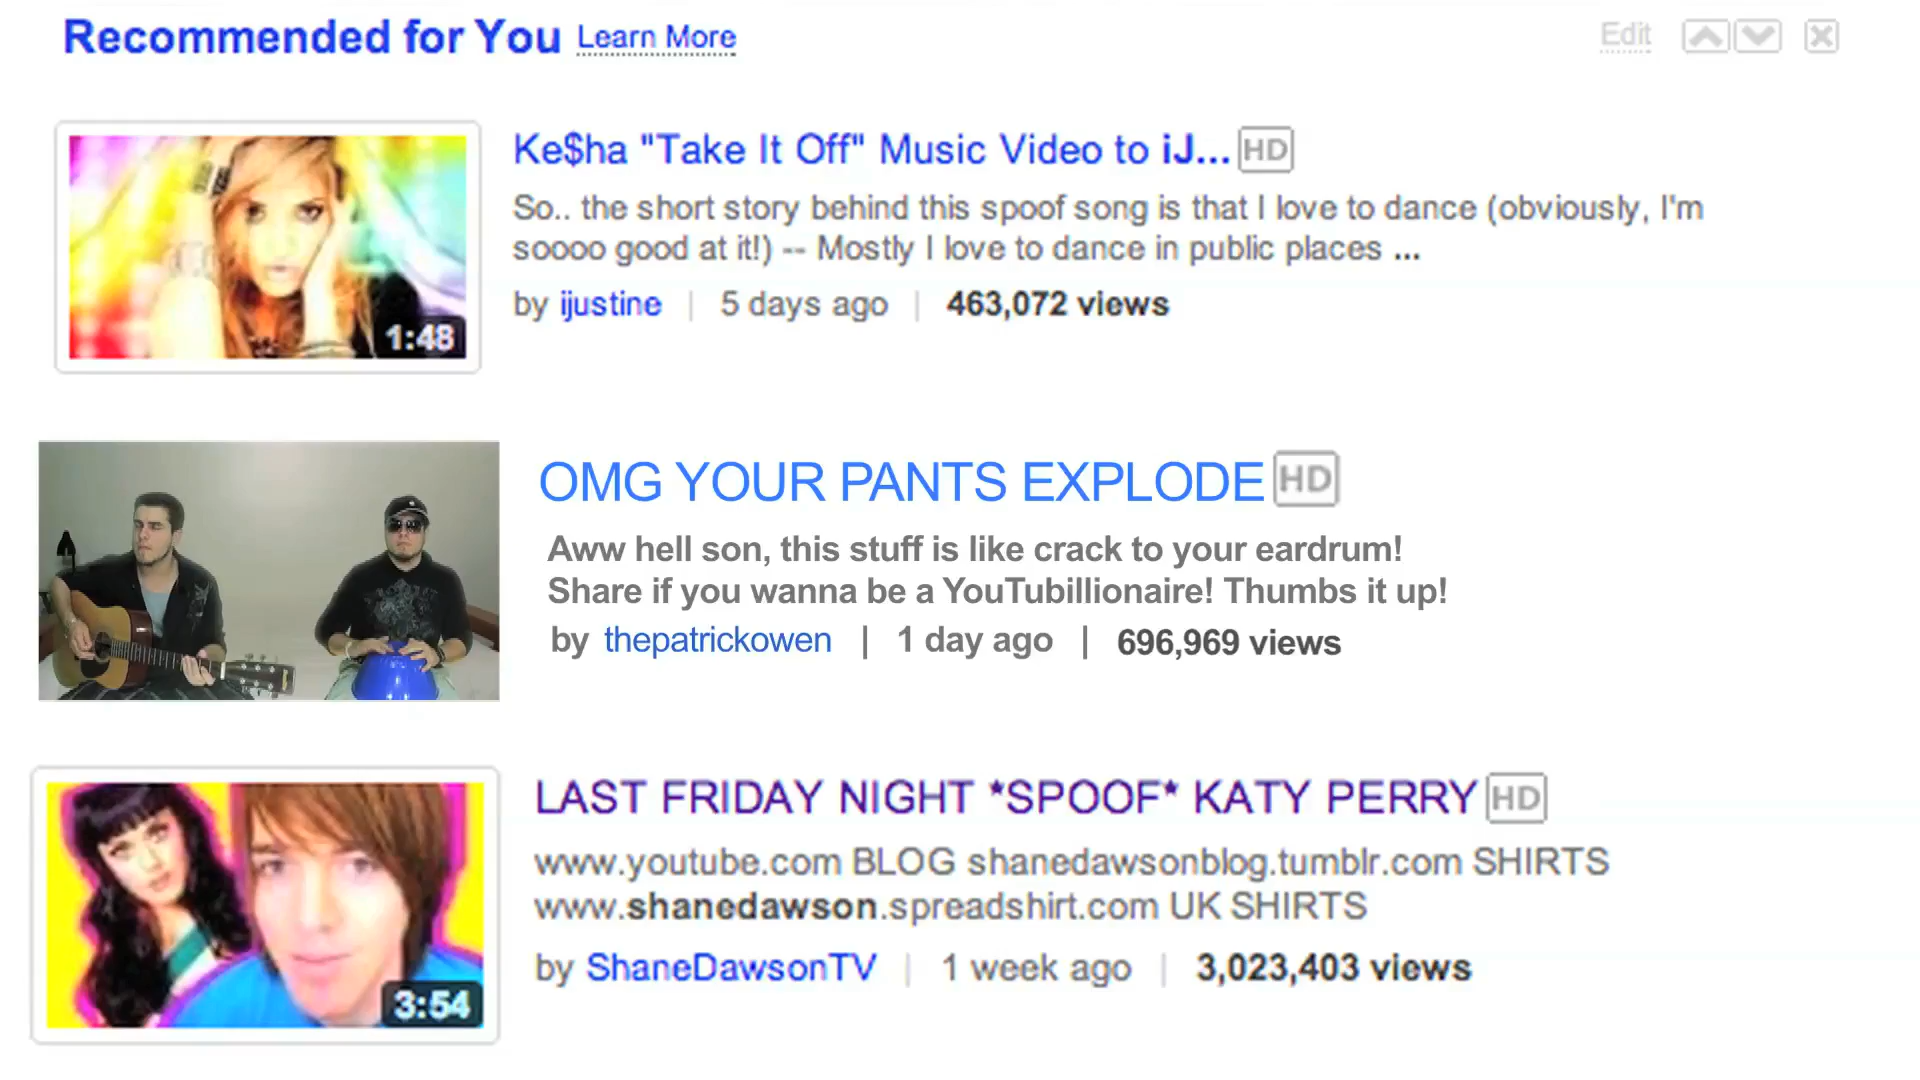 Recommended for You Learn More Edit
Ke$ha "Take It Off" Music Video to iJ... HD
So.. the short story behind this spoof song is that I love to dance (obviously, I'm
soooo good at it!) -- Mostly I love to dance in public places ...
by ijustine | 5 days ago | 463,072 views
1:48
OMG YOUR PANTS EXPLODE HD
Aww hell son, this stuff is like crack to your eardrum!
Share if you wanna be a YouTubillionaire! Thumbs it up!
by thepatrickowen | 1 day ago | 696,969 views
LAST FRIDAY NIGHT *SPOOF* KATY PERRY HD
www.youtube.com BLOG shanedawsonblog.tumblr.com SHIRTS
www.shanedawson.spreadshirt.com UK SHIRTS
by ShaneDawsonTV | 1 week ago | 3,023,403 views
3:54